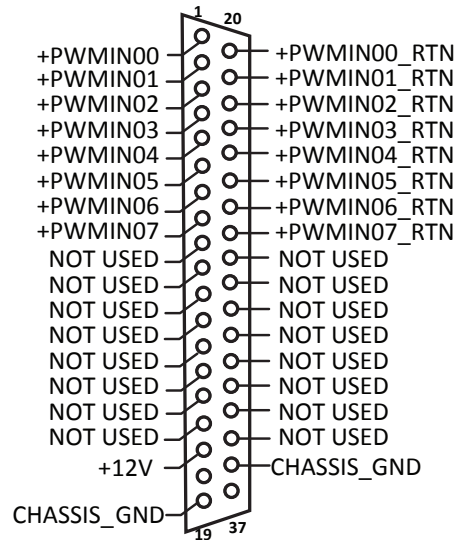 1 20
+PWMIN00 +PWMIN00_RTN
+PWMIN01 +PWMIN01_RTN
+PWMIN02 +PWMIN02_RTN
+PWMIN03 +PWMIN03_RTN
+PWMIN04 +PWMIN04_RTN
+PWMIN05 +PWMIN05_RTN
+PWMIN06 +PWMIN06_RTN
+PWMIN07 +PWMIN07_RTN
NOT USED NOT USED
NOT USED NOT USED
NOT USED NOT USED
NOT USED NOT USED
NOT USED NOT USED
NOT USED NOT USED
NOT USED NOT USED
NOT USED NOT USED
+12V CHASSIS_GND
CHASSIS_GND
19 37